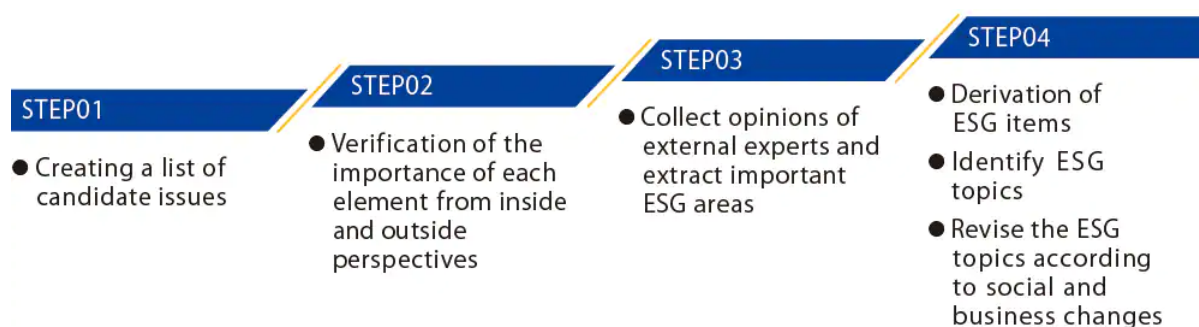 STEP01
● Creating a list of
candidate issues
STEP02
● Verification of the
importance of each
element from inside
and outside
perspectives
STEP03
● Collect opinions of
external experts and
extract important
ESG areas
STEP04
● Derivation of
ESG items
● Identify ESG
topics
● Revise the ESG
topics according
to social and
business changes